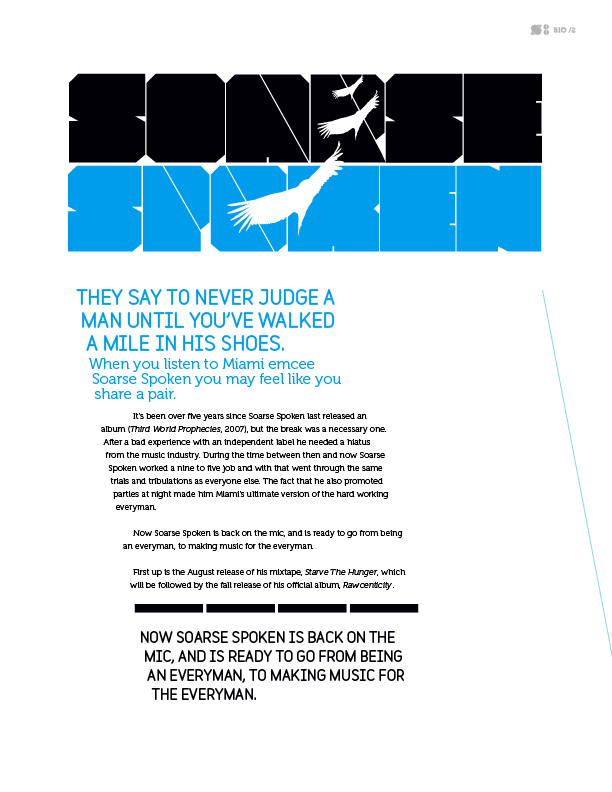 S: BIO /2
SOARSE
SPOKEN
THEY SAY TO NEVER JUDGE A
MAN UNTIL YOU'VE WALKED
A MILE IN HIS SHOES.
When you listen to Miami emcee
Soarse Spoken you may feel like you
share a pair.
It's been over five years since Soarse Spoken last released an
album (Third World Prophecies, 2007), but the break was a necessary one.
After a bad experience with an independent label he needed a hiatus
from the music industry. During the time between then and now Soarse
Spoken worked a nine to five job and with that went through the same
trials and tribulations as everyone else. The fact that he also promoted
parties at night made him Miami's ultimate version of the hard working
everyman.
Now Soarse Spoken is back on the mic, and is ready to go from being
an everyman, to making music for the everyman.
First up is the August release of his mixtape, Starve The Hunger, which
will be followed by the fall release of his official album, Rawcenticity.
NOW SOARSE SPOKEN IS BACK ON THE
MIC, AND IS READY TO GO FROM BEING
AN EVERYMAN, TO MAKING MUSIC FOR
THE EVERYMAN.